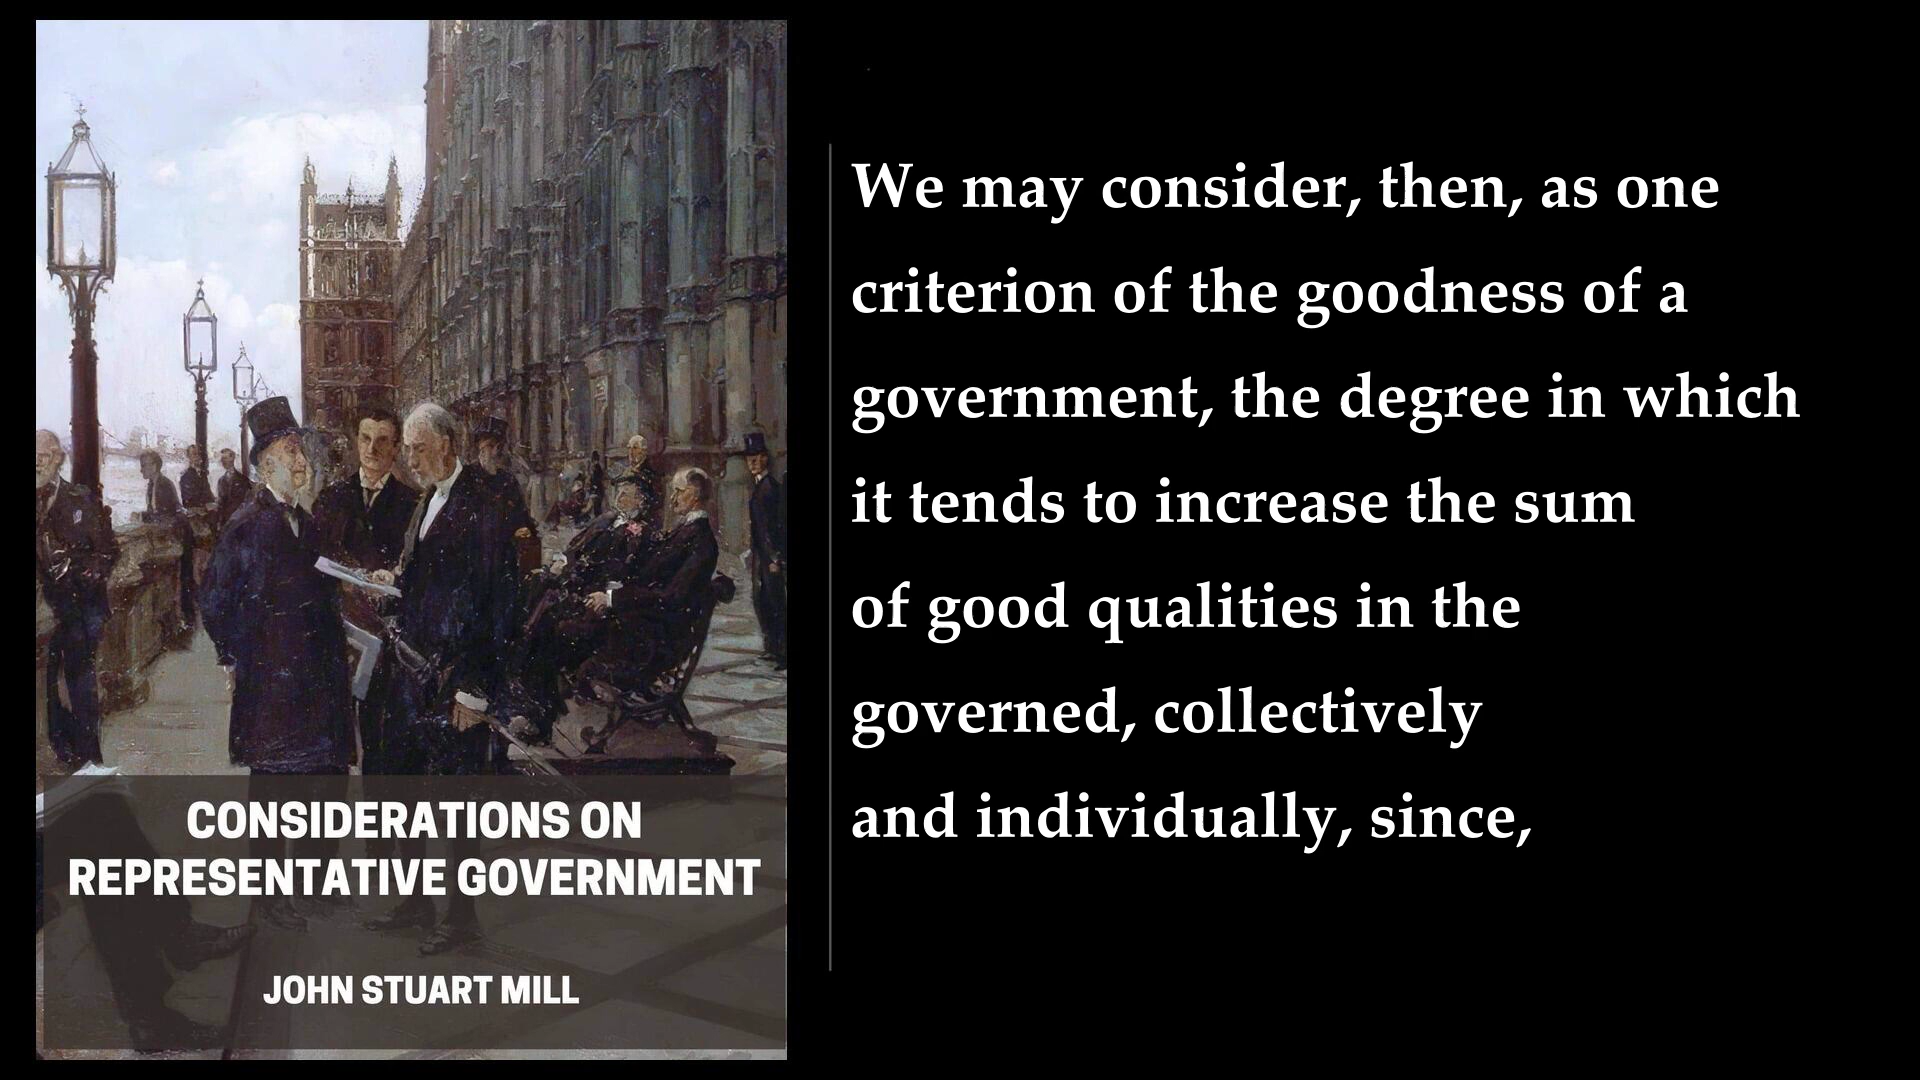 CONSIDERATIONS ON
REPRESENTATIVE GOVERNMENT
JOHN STUART MILL
We may consider, then, as one
criterion of the goodness of a
government, the degree in which
it tends to increase the sum
of good qualities in the
governed, collectively
and individually, since,